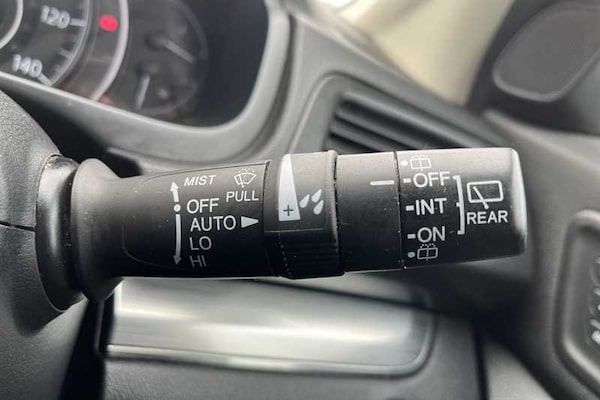 120
140
MIST
PULL
OFF
AUTO
LO
HI
+
OFF
INT
ON
REAR